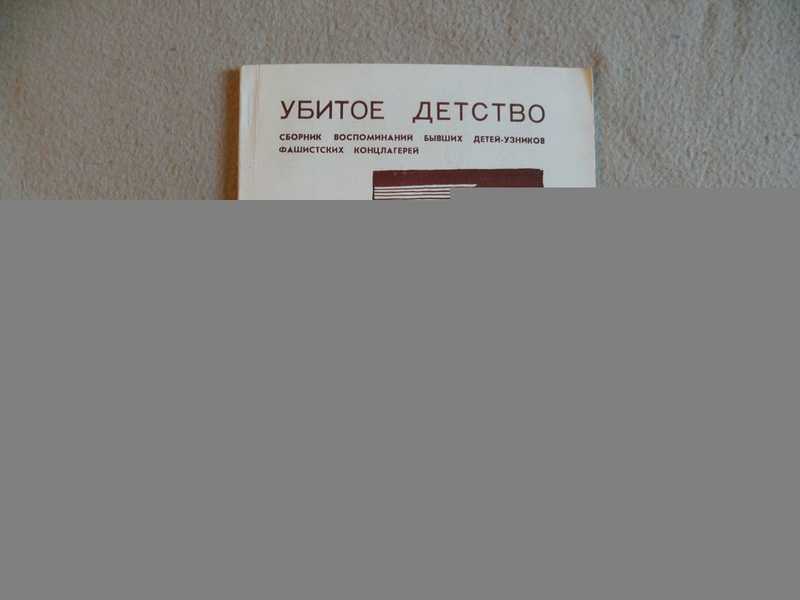 УБИТОЕ ДЕТСТВО
СБОРНИК ВОСПОМИНАНИЙ БЫВШИХ ДЕТЕЙ-УЗНИКОВ
ФАШИСТСКИХ КОНЦЛАГЕРЕЙ